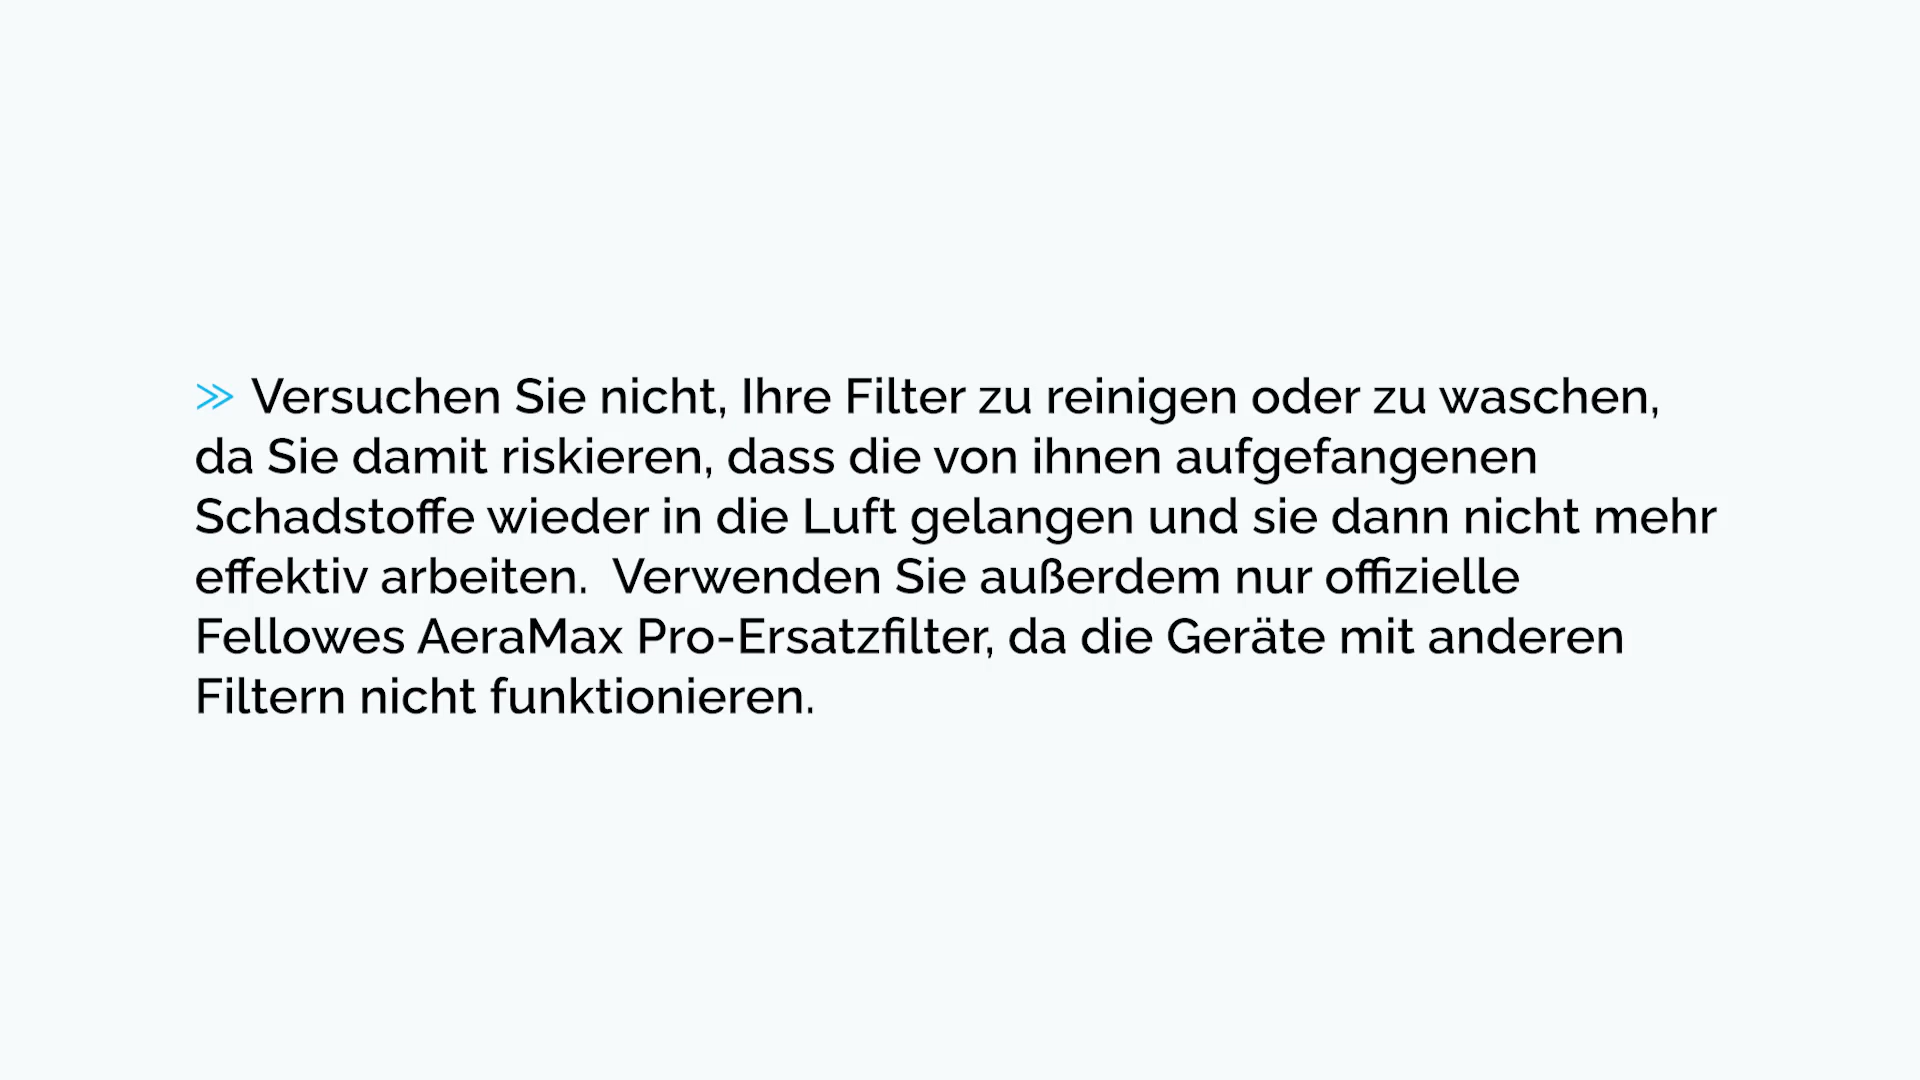 » Versuchen Sie nicht, Ihre Filter zu reinigen oder zu waschen,
da Sie damit riskieren, dass die von ihnen aufgefangenen
Schadstoffe wieder in die Luft gelangen und sie dann nicht mehr
effektiv arbeiten.  Verwenden Sie außerdem nur offizielle
Fellowes AeraMax Pro-Ersatzfilter, da die Geräte mit anderen
Filtern nicht funktionieren.